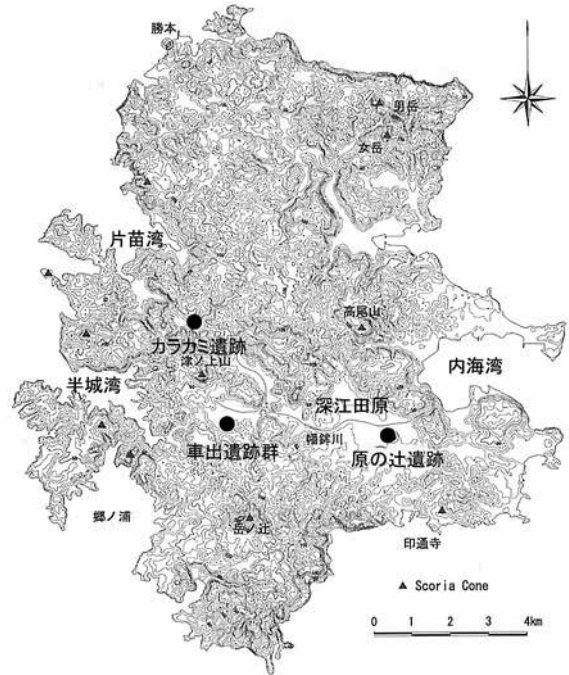 勝本
男岳
女岳
片苗湾
高尾山
カラカミ遺跡
津ノ上山
内海湾
半城湾
深江田原
幡鉾川
車出遺跡群
原の辻遺跡
郷ノ浦
岳ノ辻
印通寺
▲ Scoria Cone
0 1 2 3 4km